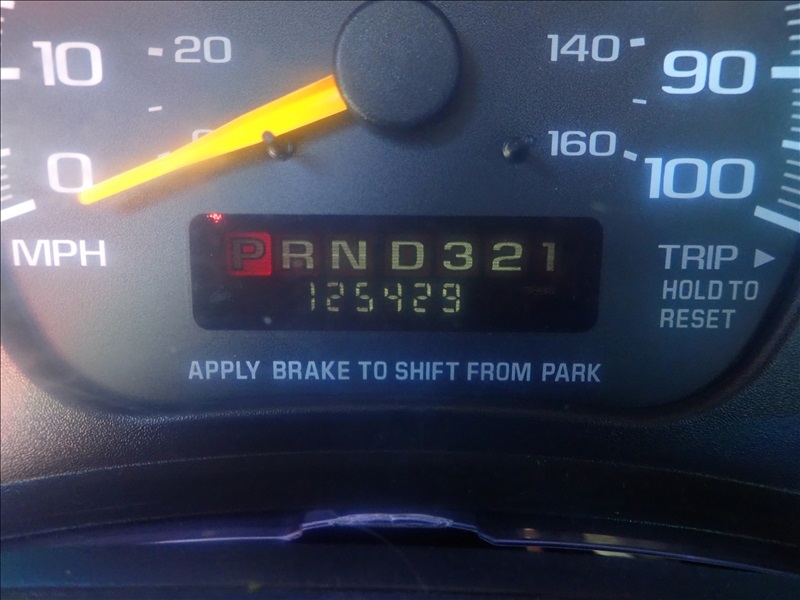 10 20 140 90
0 0 160 100
MPH
PRND321
125429
TRIP ▶
HOLD TO
RESET
APPLY BRAKE TO SHIFT FROM PARK